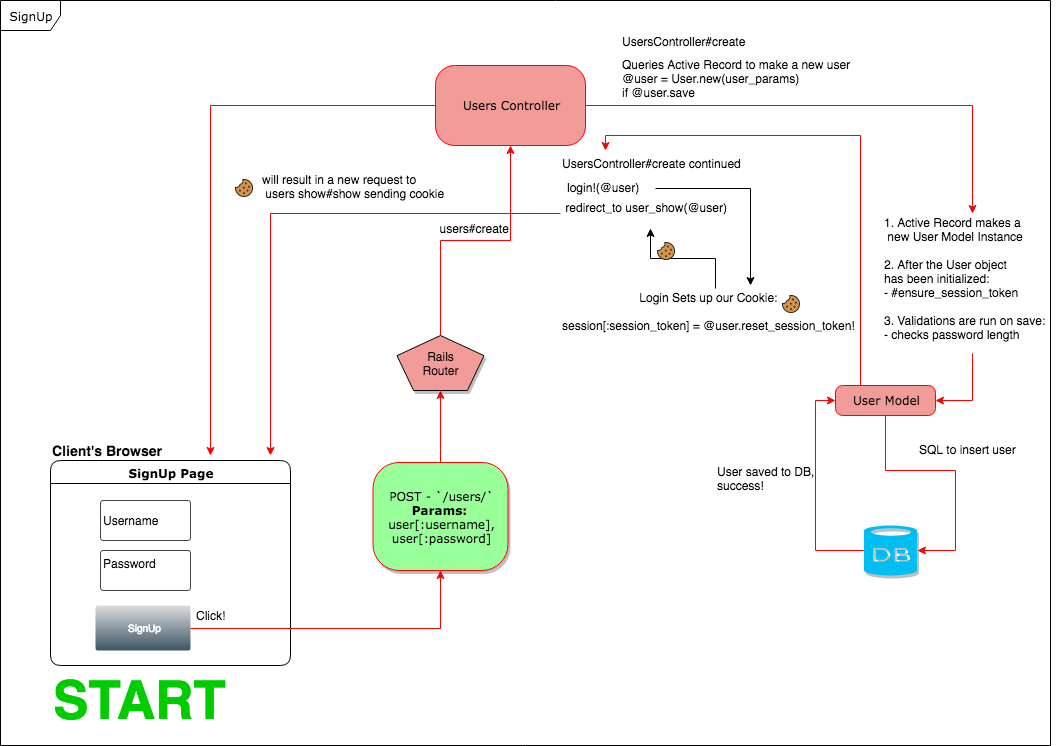 SignUp
UsersController#create
Queries Active Record to make a new user
@user = User.new(user_params)
if @user.save
Users Controller
UsersController#create continued
login!(@user)
redirect_to user_show(@user)
will result in a new request to
users show#show sending cookie
users#create
1. Active Record makes a
new User Model Instance
2. After the User object
has been initialized:
- #ensure_session_token
3. Validations are run on save:
- checks password length
Login Sets up our Cookie:
session[:session_token] = @user.reset_session_token!
Rails
Router
User Model
SQL to insert user
User saved to DB,
success!
DB
Client's Browser
SignUp Page
Username
Password
SignUp
Click!
POST - `/users/`
Params:
user[:username],
user[:password]
START